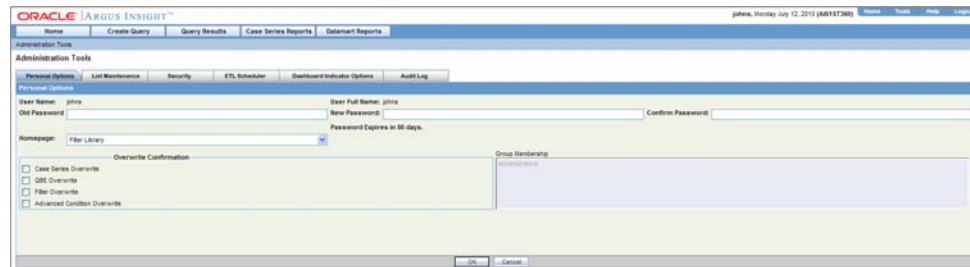 ORACLE ARGUS INSIGHT™
johns, Monday July 12, 2010 (AI61ST360) Home Tools Help Logout
Home Create Query Query Results Case Series Reports Datamart Reports
Administration Tools
Administration Tools
Personal Options List Maintenance Security ETL Scheduler Dashboard Indicator Options Audit Log
Personal Options
User Name: johns User Full Name: johns
Old Password New Password: Confirm Password:
Password Expires in 86 days.
Homepage: Filter Library
Overwrite Confirmation Group Membership
Case Series Overwrite
QBE Overwrite
Filter Overwrite
Advanced Condition Overwrite
OK Cancel